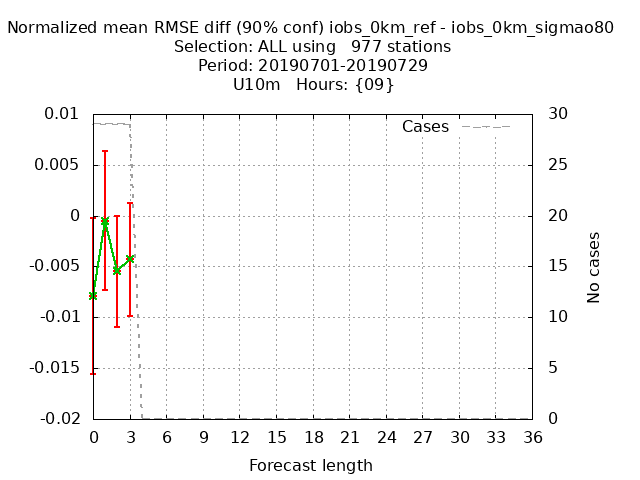 Normalized mean RMSE diff (90% conf) iobs_0km_ref - iobs_0km_sigmao80
Selection: ALL using   977 stations
Period: 20190701-20190729
U10m   Hours: {09}
0.01
0.005
0
-0.005
-0.01
-0.015
-0.02
Cases
30
25
20
15
10
5
0
No cases
0 3 6 9 12 15 18 21 24 27 30 33 36
Forecast length